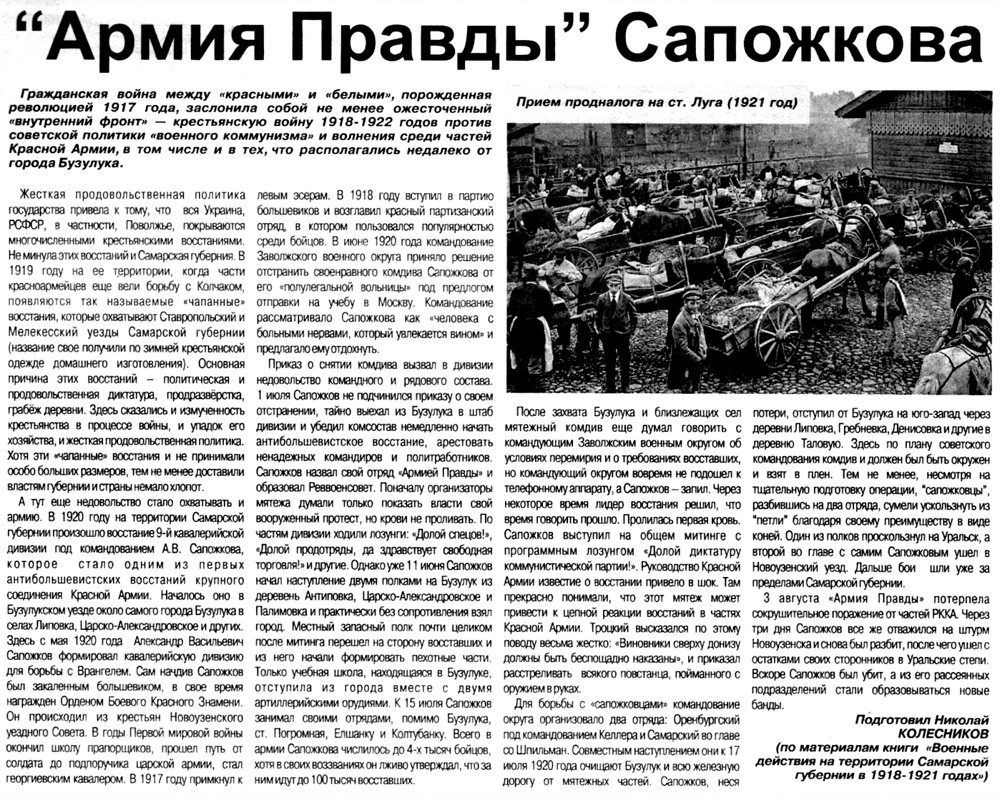 “Армия Правды” Сапожкова
Гражданская война между «красными» и «белыми», порожденная
революцией 1917 года, заслонила собой не менее ожесточенный
«внутренний фронт» — крестьянскую войну 1918-1922 годов против
советской политики «военного коммунизма» и волнения среди частей
Красной Армии, в том числе и в тех, что располагались недалеко от
города Бузулука.
Жесткая продовольственная политика
государства привела к тому, что вся Украина,
РСФСР, в частности, Поволжье, покрываются
многочисленными крестьянскими восстаниями.
Не минула этих восстаний и Самарская губерния. В
1919 году на ее территории, когда части
красноармейцев еще вели борьбу с Колчаком,
появляются так называемые «чапанные»
восстания, которые охватывают Ставропольский и
Мелекесский уезды Самарской губернии
(название свое получили по зимней крестьянской
одежде домашнего изготовления). Основная
причина этих восстаний – политическая и
продовольственная диктатура, продразвёрстка,
грабёж деревни. Здесь сказались и измученность
крестьянства в процессе войны, и упадок его
хозяйства, и жесткая продовольственная политика.
Хотя эти «чапанные» восстания и не принимали
особо больших размеров, тем не менее доставили
властям губернии и страны немало хлопот.
А тут еще недовольство стало охватывать и
армию. В 1920 году на территории Самарской
губернии произошло восстание 9-й кавалерийской
дивизии под командованием А.В. Сапожкова,
которое стало одним из первых
антибольшевистских восстаний крупного
соединения Красной Армии. Началось оно в
Бузулукском уезде около самого города Бузулука в
селах Липовка, Царско-Александровское и других.
Здесь с мая 1920 года Александр Васильевич
Сапожков формировал кавалерийскую дивизию
для борьбы с Врангелем. Сам начдив Сапожков
был закаленным большевиком, в свое время
награжден Орденом Боевого Красного Знамени.
Он происходил из крестьян Новоузенского
уездного Совета. В годы Первой мировой войны
окончил школу прапорщиков, прошел путь от
солдата до подпоручика царской армии, стал
георгиевским кавалером. В 1917 году примкнул к
левым эсерам. В 1918 году вступил в партию
большевиков и возглавил красный партизанский
отряд, в котором пользовался популярностью
среди бойцов. В июне 1920 года командование
Заволжского военного округа приняло решение
отстранить своенравного комдива Сапожкова от
его «полулегальной вольницы» под предлогом
отправки на учебу в Москву. Командование
рассматривало Сапожкова как «человека с
больными нервами, который увлекается вином» и
предлагало ему отдохнуть.
Приказ о снятии комдива вызвал в дивизии
недовольство командного и рядового состава.
1 июля Сапожков не подчинился приказу о своем
отстранении, тайно выехал из Бузулука в штаб
дивизии и убедил комсостав немедленно начать
антибольшевистское восстание, арестовать
ненадежных командиров и политработников.
Сапожков назвал свой отряд «Армией Правды» и
образовал Реввоенсовет. Поначалу организаторы
мятежа думали только показать власти свой
вооруженный протест, но крови не проливать. По
частям дивизии ходили лозунги: «Долой спецов!»,
«Долой продотряды, да здравствует свободная
торговля!» и другие. Однако уже 11 июня Сапожков
начал наступление двумя полками на Бузулук из
деревень Антиповка, Царско-Александровское и
Палимовка и практически без сопротивления взял
город. Местный запасный полк почти целиком
после митинга перешел на сторону восставших и
из него начали формировать пехотные части.
Только учебная школа, находящаяся в Бузулуке,
отступила из города вместе с двумя
артиллерийскими орудиями. К 15 июля Сапожков
занимал своими отрядами, помимо Бузулука,
ст. Погромная, Елшанку и Колтубанку. Всего в
армии Сапожкова числилось до 4-х тысяч бойцов,
хотя в своих воззваниях он лживо утверждал, что за
ним идут до 100 тысяч восставших.
Прием продналога на ст. Луга (1921 год)
После захвата Бузулука и близлежащих сел
мятежный комдив еще думал говорить с
командующим Заволжским военным округом об
условиях перемирия и о требованиях восставших,
но командующий округом вовремя не подошел к
телефонному аппарату, а Сапожков – запил. Через
некоторое время лидер восстания решил, что
время говорить прошло. Пролилась первая кровь.
Сапожков выступил на общем митинге с
программным лозунгом «Долой диктатуру
коммунистической партии!». Руководство Красной
Армии известие о восстании привело в шок. Там
прекрасно понимали, что этот мятеж может
привести к цепной реакции восстаний в частях
Красной Армии. Троцкий высказался по этому
поводу весьма жестко: «Виновники сверху донизу
должны быть беспощадно наказаны», и приказал
расстреливать всякого повстанца, пойманного с
оружием в руках.
Для борьбы с «сапожковцами» командование
округа организовало два отряда: Оренбургский
под командованием Келлера и Самарский во главе
со Шпильман. Совместным наступлением они к 17
июля 1920 года очищают Бузулук и всю железную
дорогу от мятежных частей. Сапожков, неся
потери, отступил от Бузулука на юго-запад через
деревни Липовка, Гребневка, Денисовка и другие в
деревню Таловую. Здесь по плану советского
командования комдив и должен был быть окружен
и взят в плен. Тем не менее, несмотря на
тщательную подготовку операции, “сапожковцы”,
разбившись на два отряда, сумели ускользнуть из
“петли” благодаря своему преимуществу в виде
коней. Один из полков проскользнул на Уральск, а
второй во главе с самим Сапожковым ушел в
Новоузенский уезд. Дальше бои шли уже за
пределами Самарской губернии.
3 августа «Армия Правды» потерпела
сокрушительное поражение от частей РККА. Через
три дня Сапожков все же отважился на штурм
Новоузенска и снова был разбит, после чего ушел с
остатками своих сторонников в Уральские степи.
Вскоре Сапожков был убит, а из его рассеянных
подразделений стали образовываться новые
банды.
Подготовил Николай
КОЛЕСНИКОВ
(по материалам книги «Военные
действия на территории Самарской
губернии в 1918-1921 годах»)